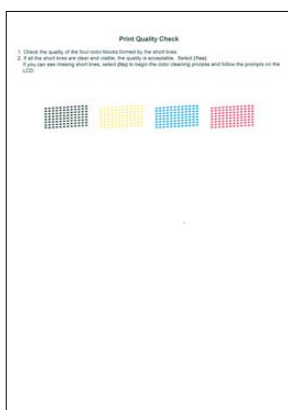 Print Quality Check
1. Check the quality of the four-color-blocks formed by the short lines.
2. If all the short lines are clear and visible, the quality is acceptable. Select (Yes).
If you can see missing short lines, select (No) to begin the color cleaning process and follow the prompts on the
LCD.